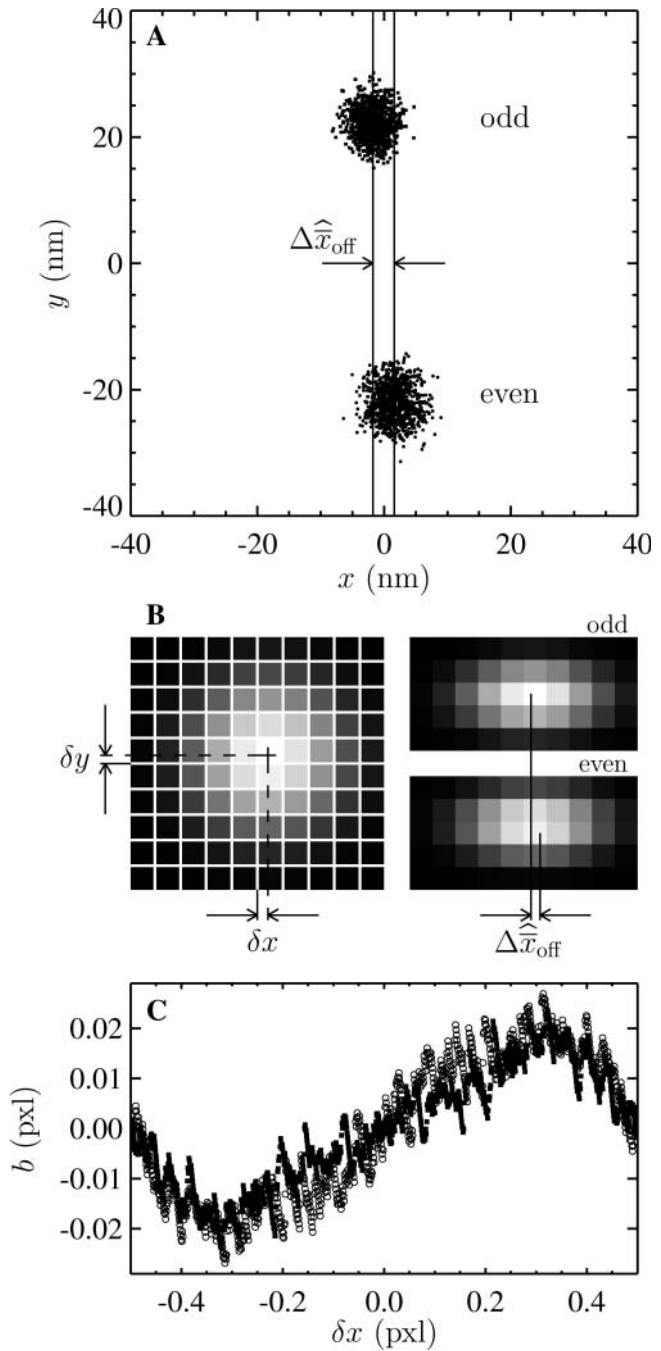 A
40
20
0
-20
-40
y (nm)
odd
Δx̂̅off
even
-40 -20 0 20 40
x (nm)
B
odd
δy
even
δx
Δx̂̅off
C
0.02
0.01
0.00
-0.01
-0.02
b (pxl)
-0.4 -0.2 0.0 0.2 0.4
δx (pxl)